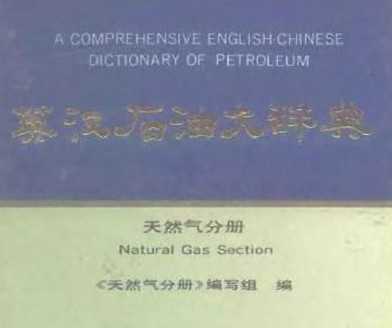 A COMPREHENSIVE ENGLISH-CHINESE
DICTIONARY OF PETROLEUM
英汉石油大辞典
天然气分册
Natural Gas Section
《天然气分册》编写组 编